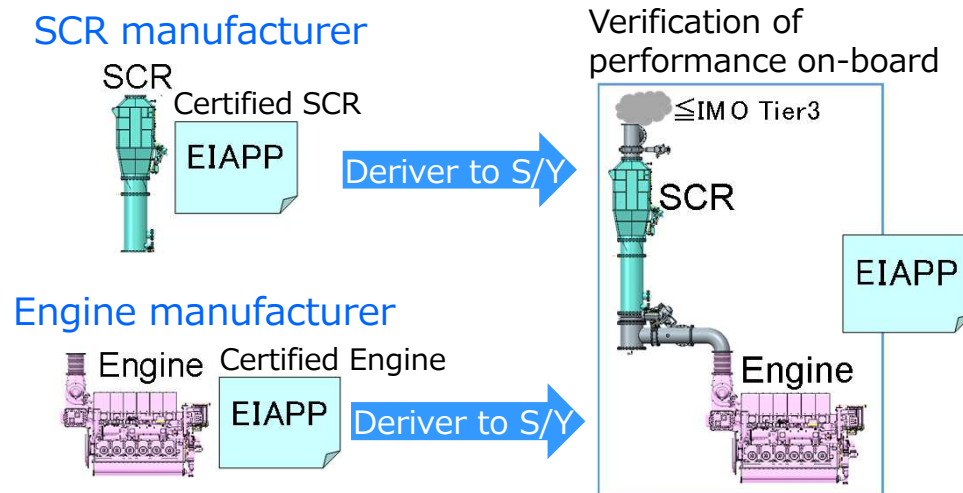 SCR manufacturer
SCR
Certified SCR
EIAPP
Deriver to S/Y
Engine manufacturer
Engine
Certified Engine
EIAPP
Deriver to S/Y
Verification of
performance on-board
≦IMO Tier3
SCR
EIAPP
Engine